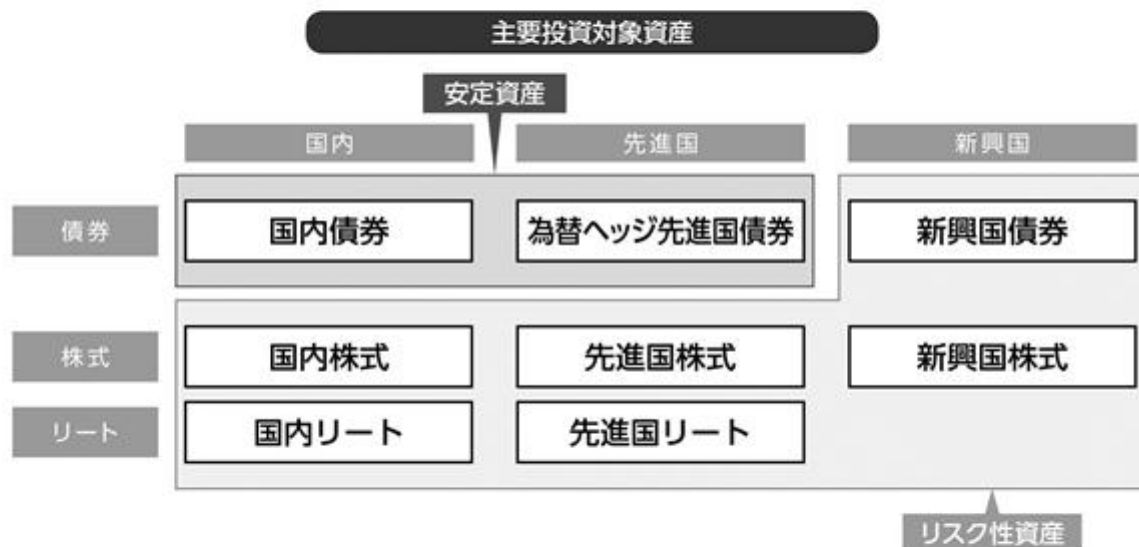 主要投資対象資産
安定資産
国内 先進国 新興国
債券 国内債券 為替ヘッジ先進国債券 新興国債券
株式 国内株式 先進国株式 新興国株式
リート 国内リート 先進国リート
リスク性資産